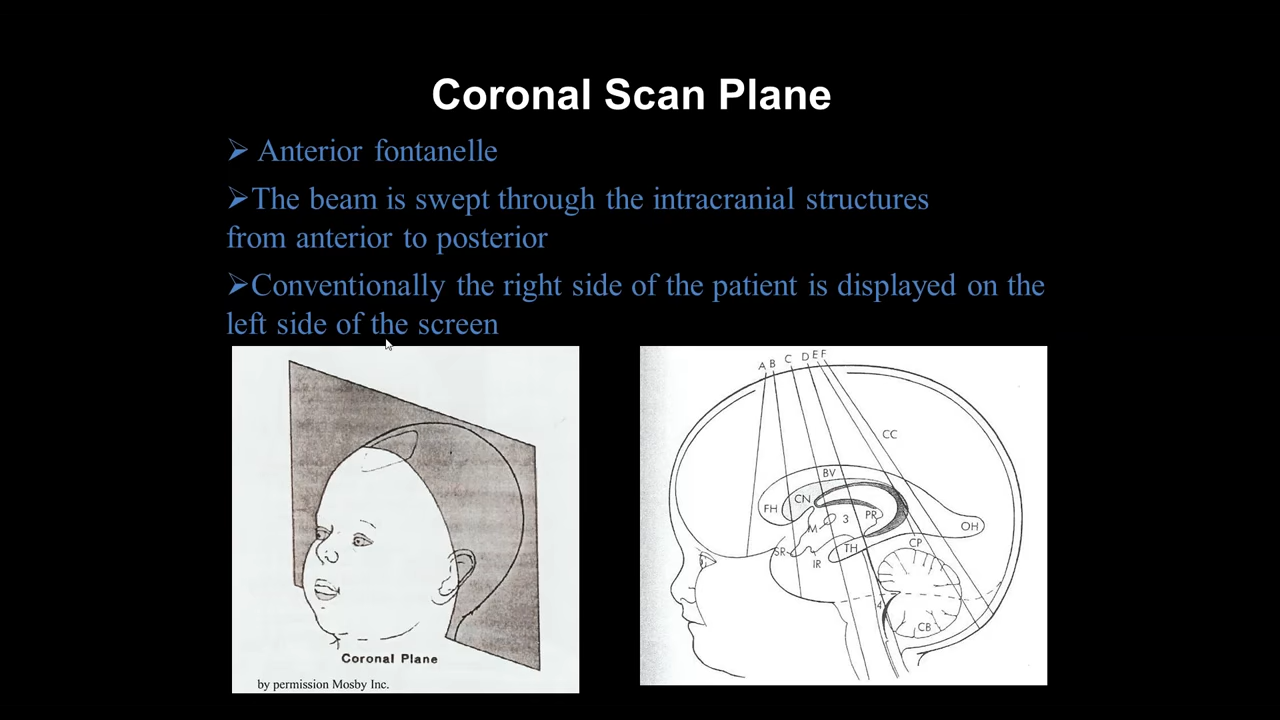 Coronal Scan Plane
➢ Anterior fontanelle
➢The beam is swept through the intracranial structures
from anterior to posterior
➢Conventionally the right side of the patient is displayed on the
left side of the screen
Coronal Plane
by permission Mosby Inc.
A B C D E F
CC
BV
CN
FH
M
3
PR
OH
SR
IR
TH
CP
4
CB